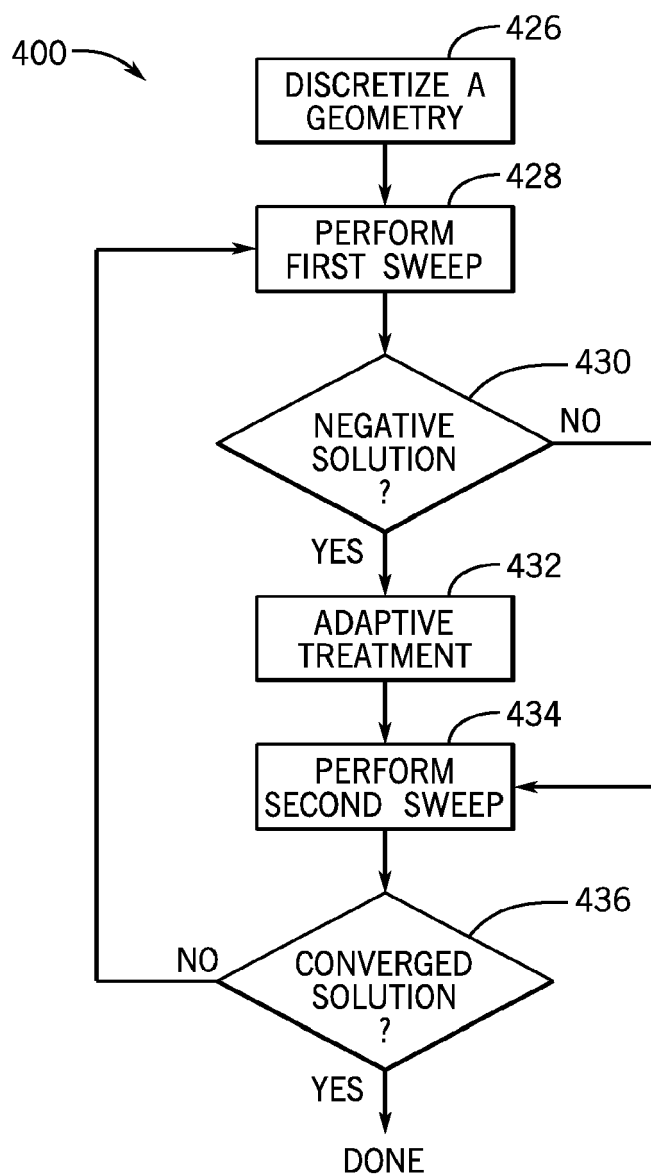 426
400
DISCRETIZE A
GEOMETRY
428
PERFORM
FIRST SWEEP
430
NEGATIVE
SOLUTION
?
NO
YES
432
ADAPTIVE
TREATMENT
434
PERFORM
SECOND SWEEP
436
NO
CONVERGED
SOLUTION
?
YES
DONE